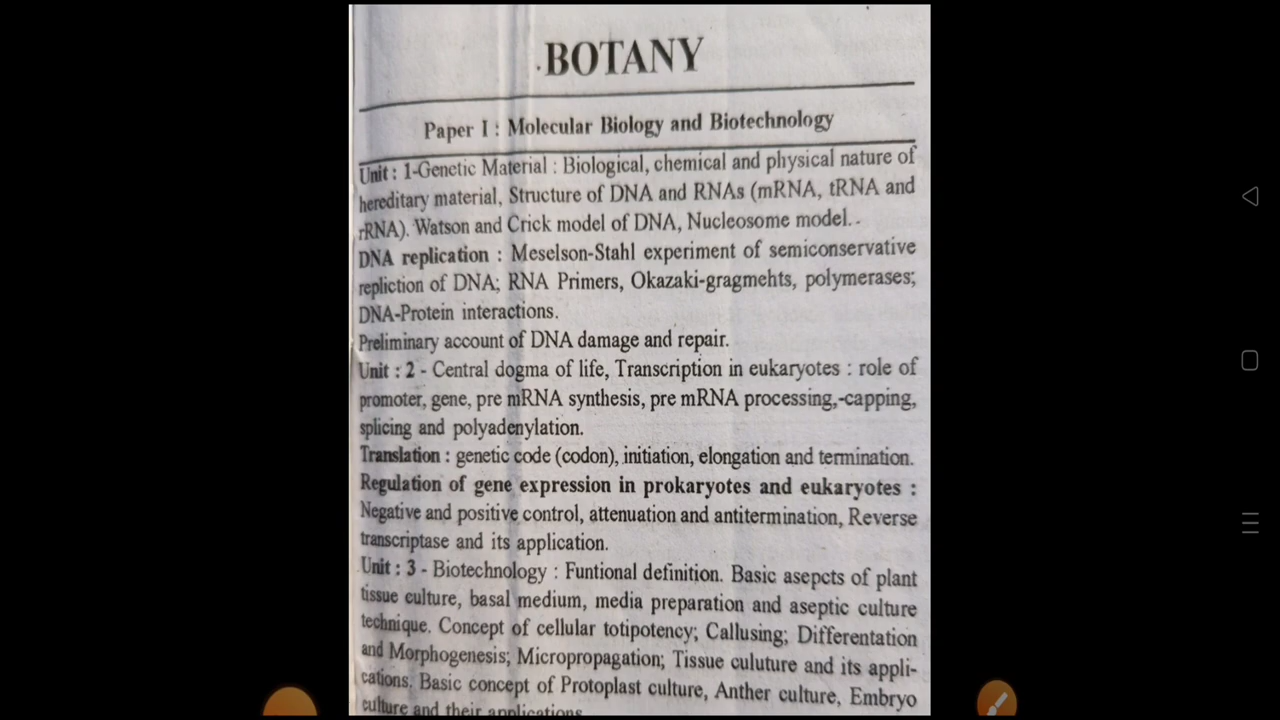 BOTANY
Paper I : Molecular Biology and Biotechnology
Unit : 1-Genetic Material : Biological, chemical and physical nature of
hereditary material, Structure of DNA and RNAs (mRNA, tRNA and
rRNA). Watson and Crick model of DNA, Nucleosome model.
DNA replication : Meselson-Stahl experiment of semiconservative
repliction of DNA; RNA Primers, Okazaki-gragmehts, polymerases;
DNA-Protein interactions.
Preliminary account of DNA damage and repair.
Unit : 2 - Central dogma of life, Transcription in eukaryotes : role of
promoter, gene, pre mRNA synthesis, pre mRNA processing,-capping,
splicing and polyadenylation.
Translation : genetic code (codon), initiation, elongation and termination.
Regulation of gene expression in prokaryotes and eukaryotes :
Negative and positive control, attenuation and antitermination, Reverse
transcriptase and its application.
Unit : 3 - Biotechnology : Funtional definition. Basic asepcts of plant
tissue culture, basal medium, media preparation and aseptic culture
technique. Concept of cellular totipotency; Callusing; Differentation
and Morphogenesis; Micropropagation; Tissue culuture and its appli-
cations. Basic concept of Protoplast culture, Anther culture, Embryo
culture and their applications